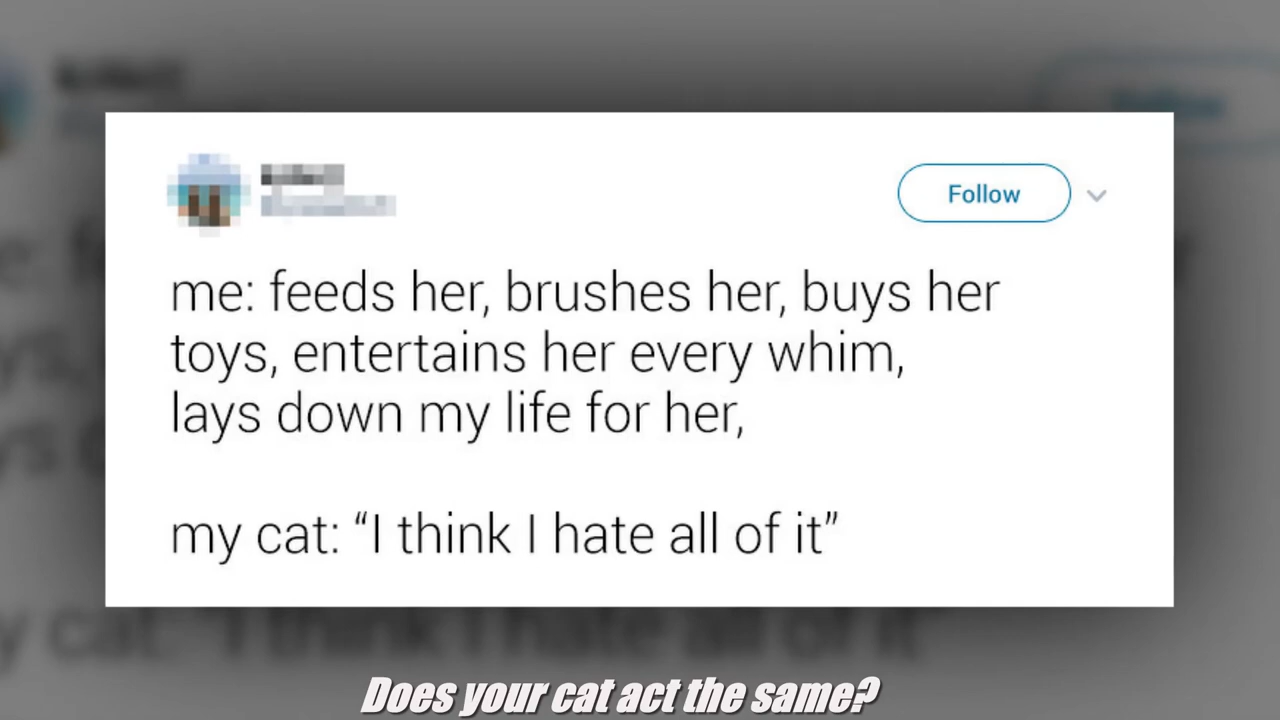 Follow
me: feeds her, brushes her, buys her
toys, entertains her every whim,
lays down my life for her,
my cat: “I think I hate all of it”
Does your cat act the same?